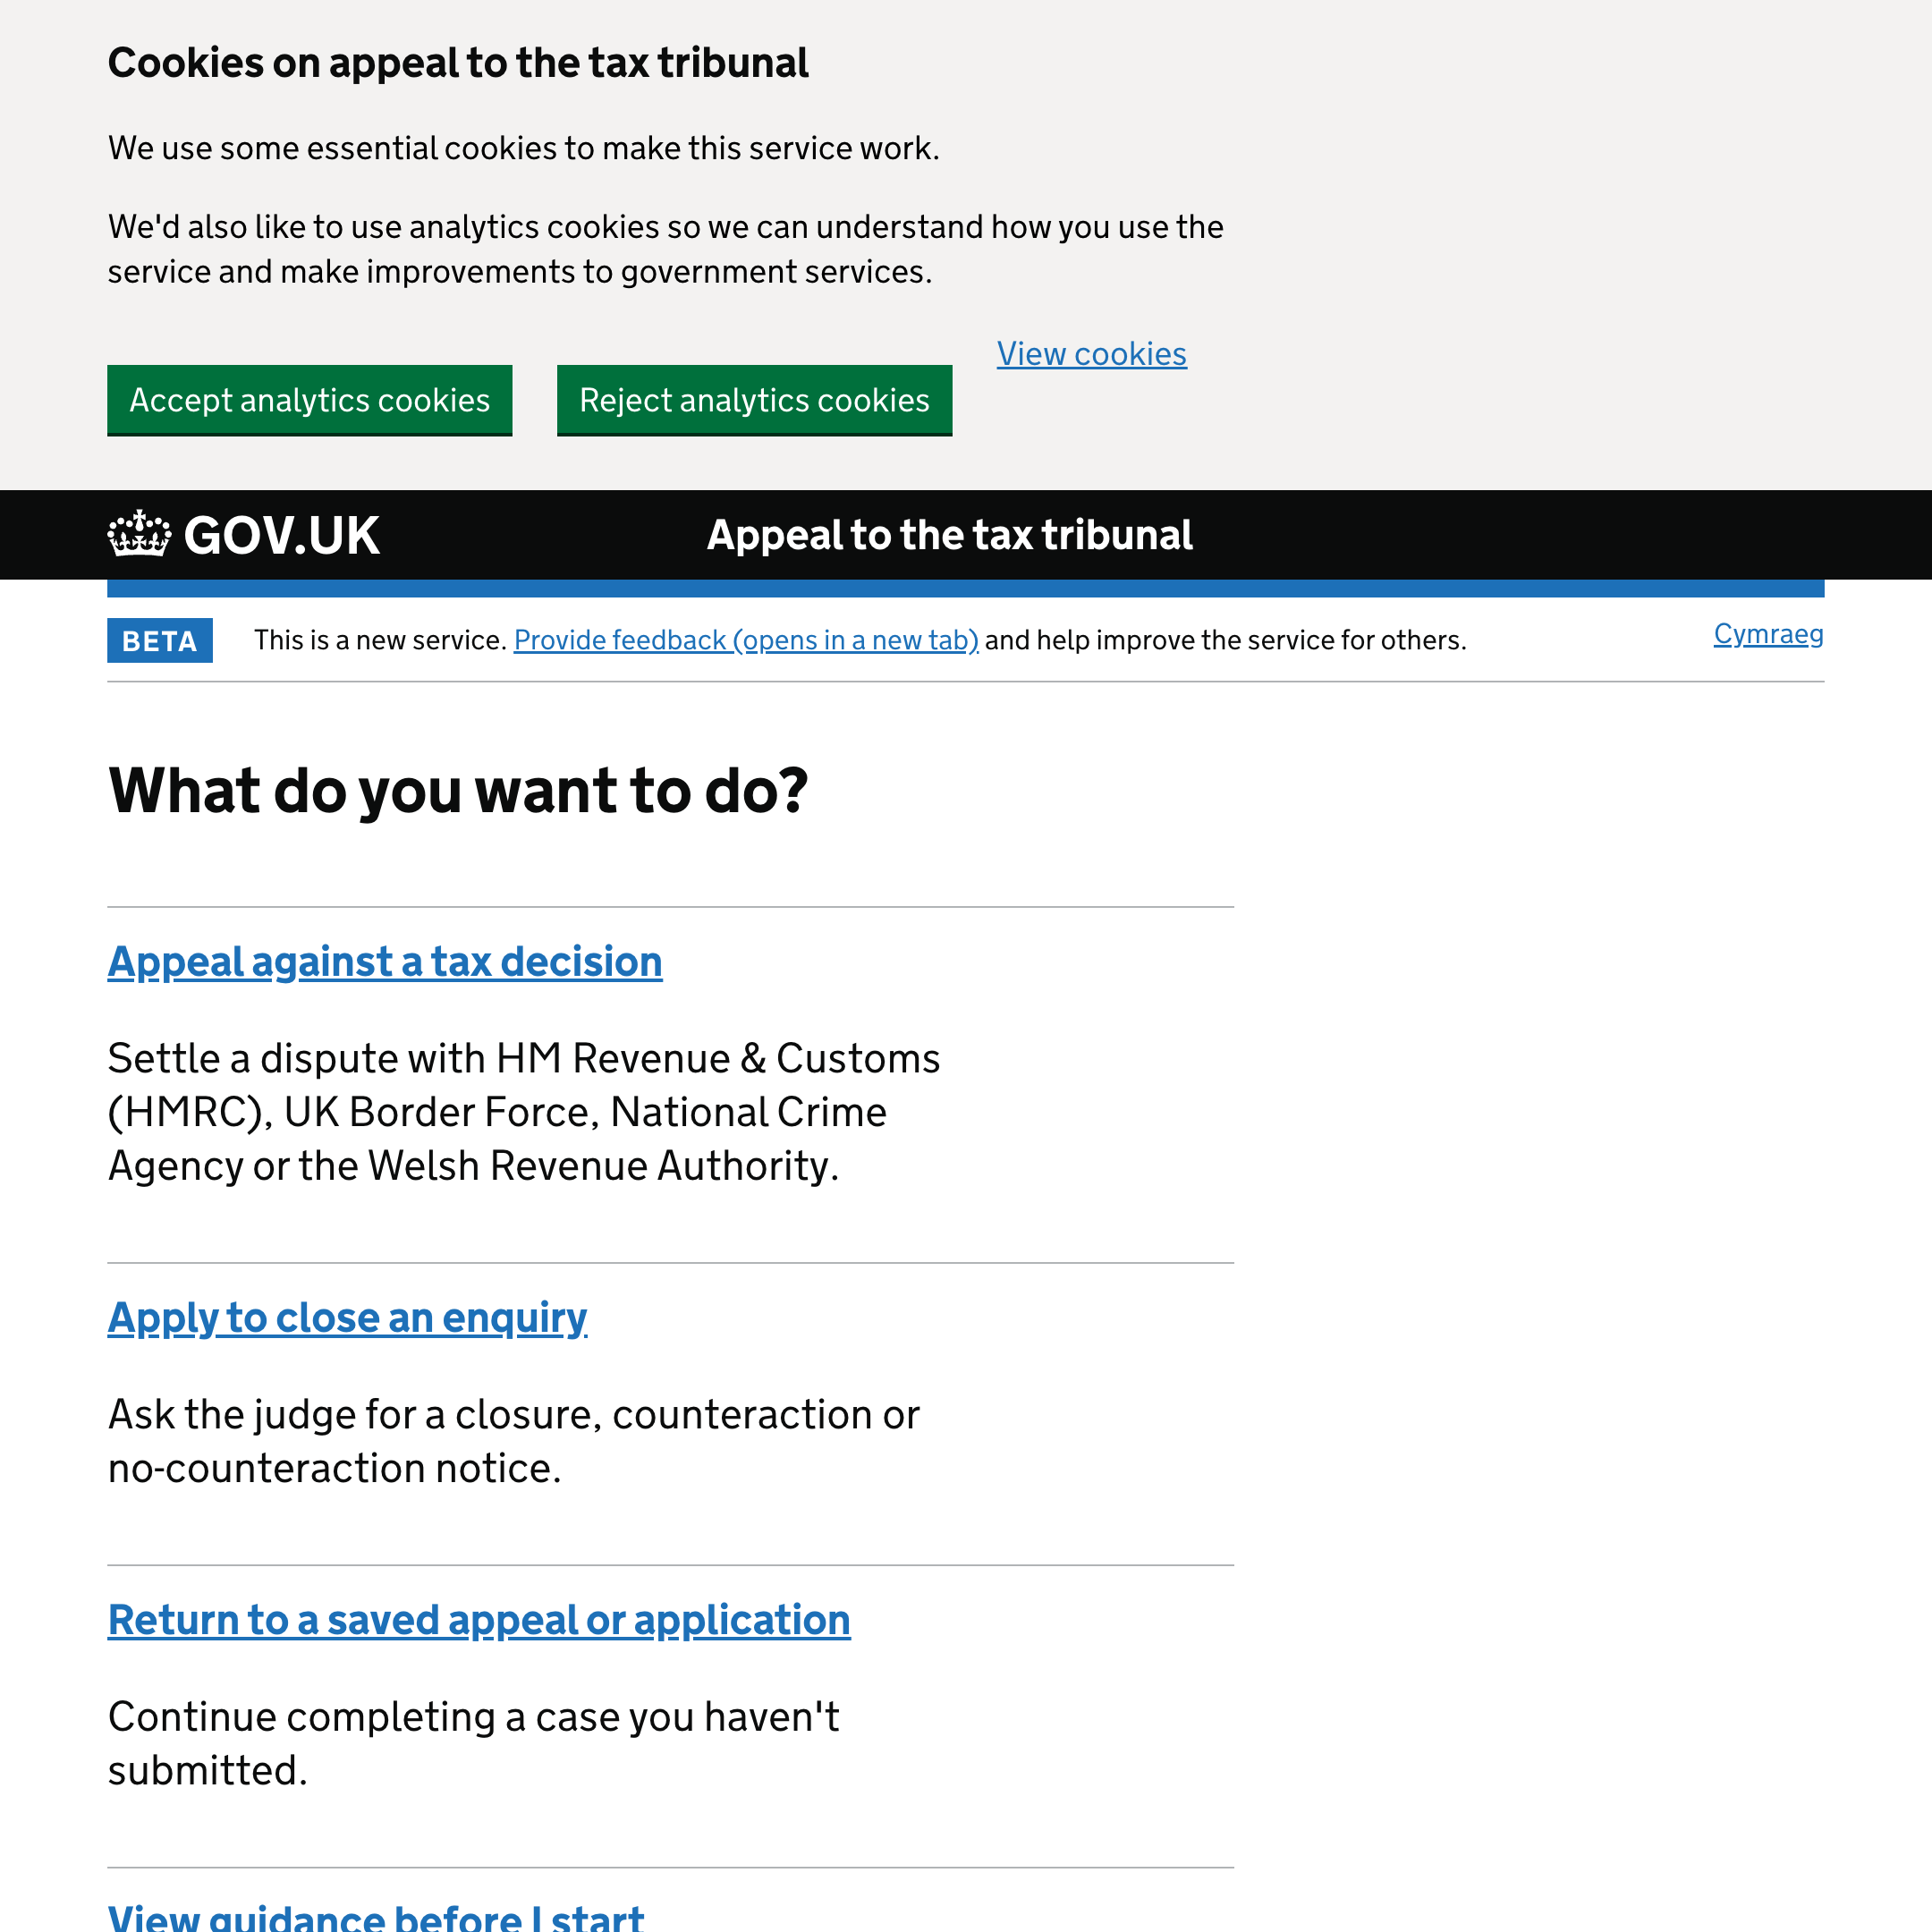 Cookies on appeal to the tax tribunal
We use some essential cookies to make this service work.
We'd also like to use analytics cookies so we can understand how you use the
service and make improvements to government services.
Accept analytics cookies
Reject analytics cookies
View cookies
GOV.UK
Appeal to the tax tribunal
BETA
This is a new service. Provide feedback (opens in a new tab) and help improve the service for others.
Cymraeg
What do you want to do?
Appeal against a tax decision
Settle a dispute with HM Revenue & Customs
(HMRC), UK Border Force, National Crime
Agency or the Welsh Revenue Authority.
Apply to close an enquiry
Ask the judge for a closure, counteraction or
no-counteraction notice.
Return to a saved appeal or application
Continue completing a case you haven't
submitted.
View guidance before I start